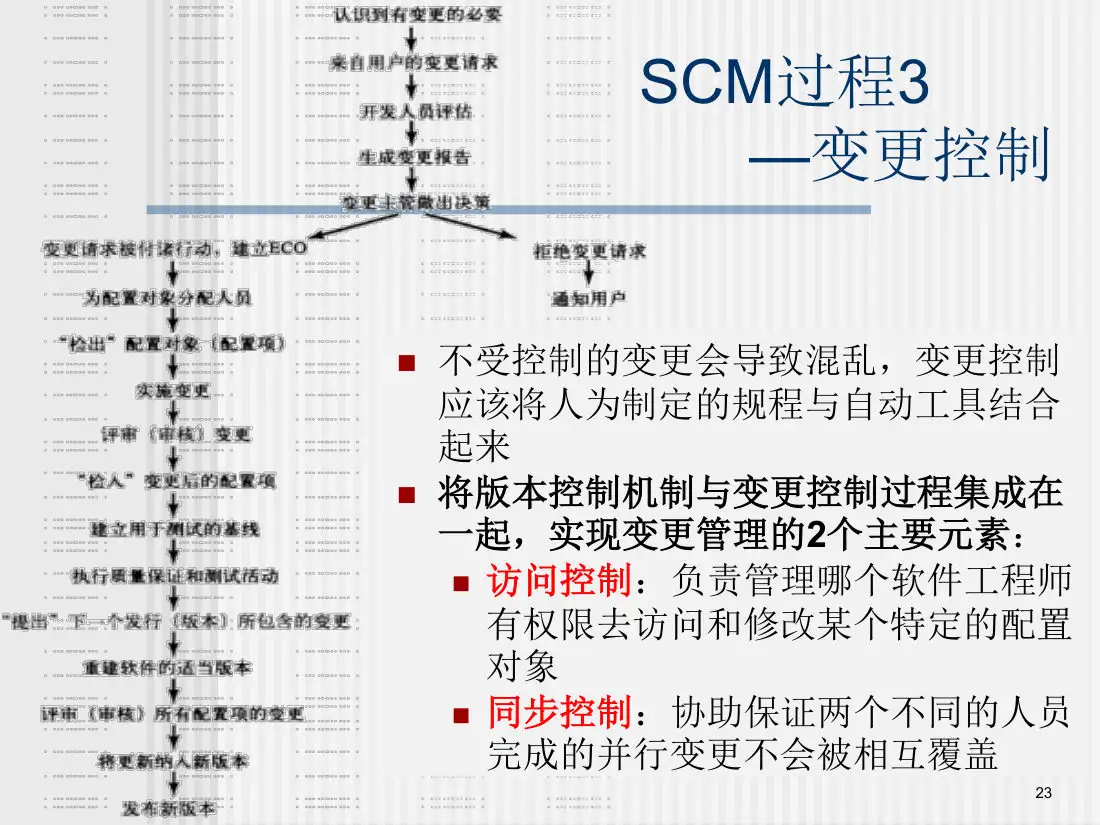 SCM过程3
—变更控制
认识到有变更的必要
来自用户的变更请求
开发人员评估
生成变更报告
变更主管做出决策
变更请求被付诸行动，建立ECO
拒绝变更请求
为配置对象分配人员
通知用户
“检出”配置对象（配置项）
实施变更
评审（审核）变更
“检入”变更后的配置项
建立用于测试的基线
执行质量保证和测试活动
“提出”下一个发行（版本）所包含的变更
重建软件的适当版本
评审（审核）所有配置项的变更
将更新纳入新版本
发布新版本
不受控制的变更会导致混乱，变更控制
应该将人为制定的规程与自动工具结合
起来
将版本控制机制与变更控制过程集成在
一起，实现变更管理的2个主要元素：
访问控制：负责管理哪个软件工程师
有权限去访问和修改某个特定的配置
对象
同步控制：协助保证两个不同的人员
完成的并行变更不会被相互覆盖
23